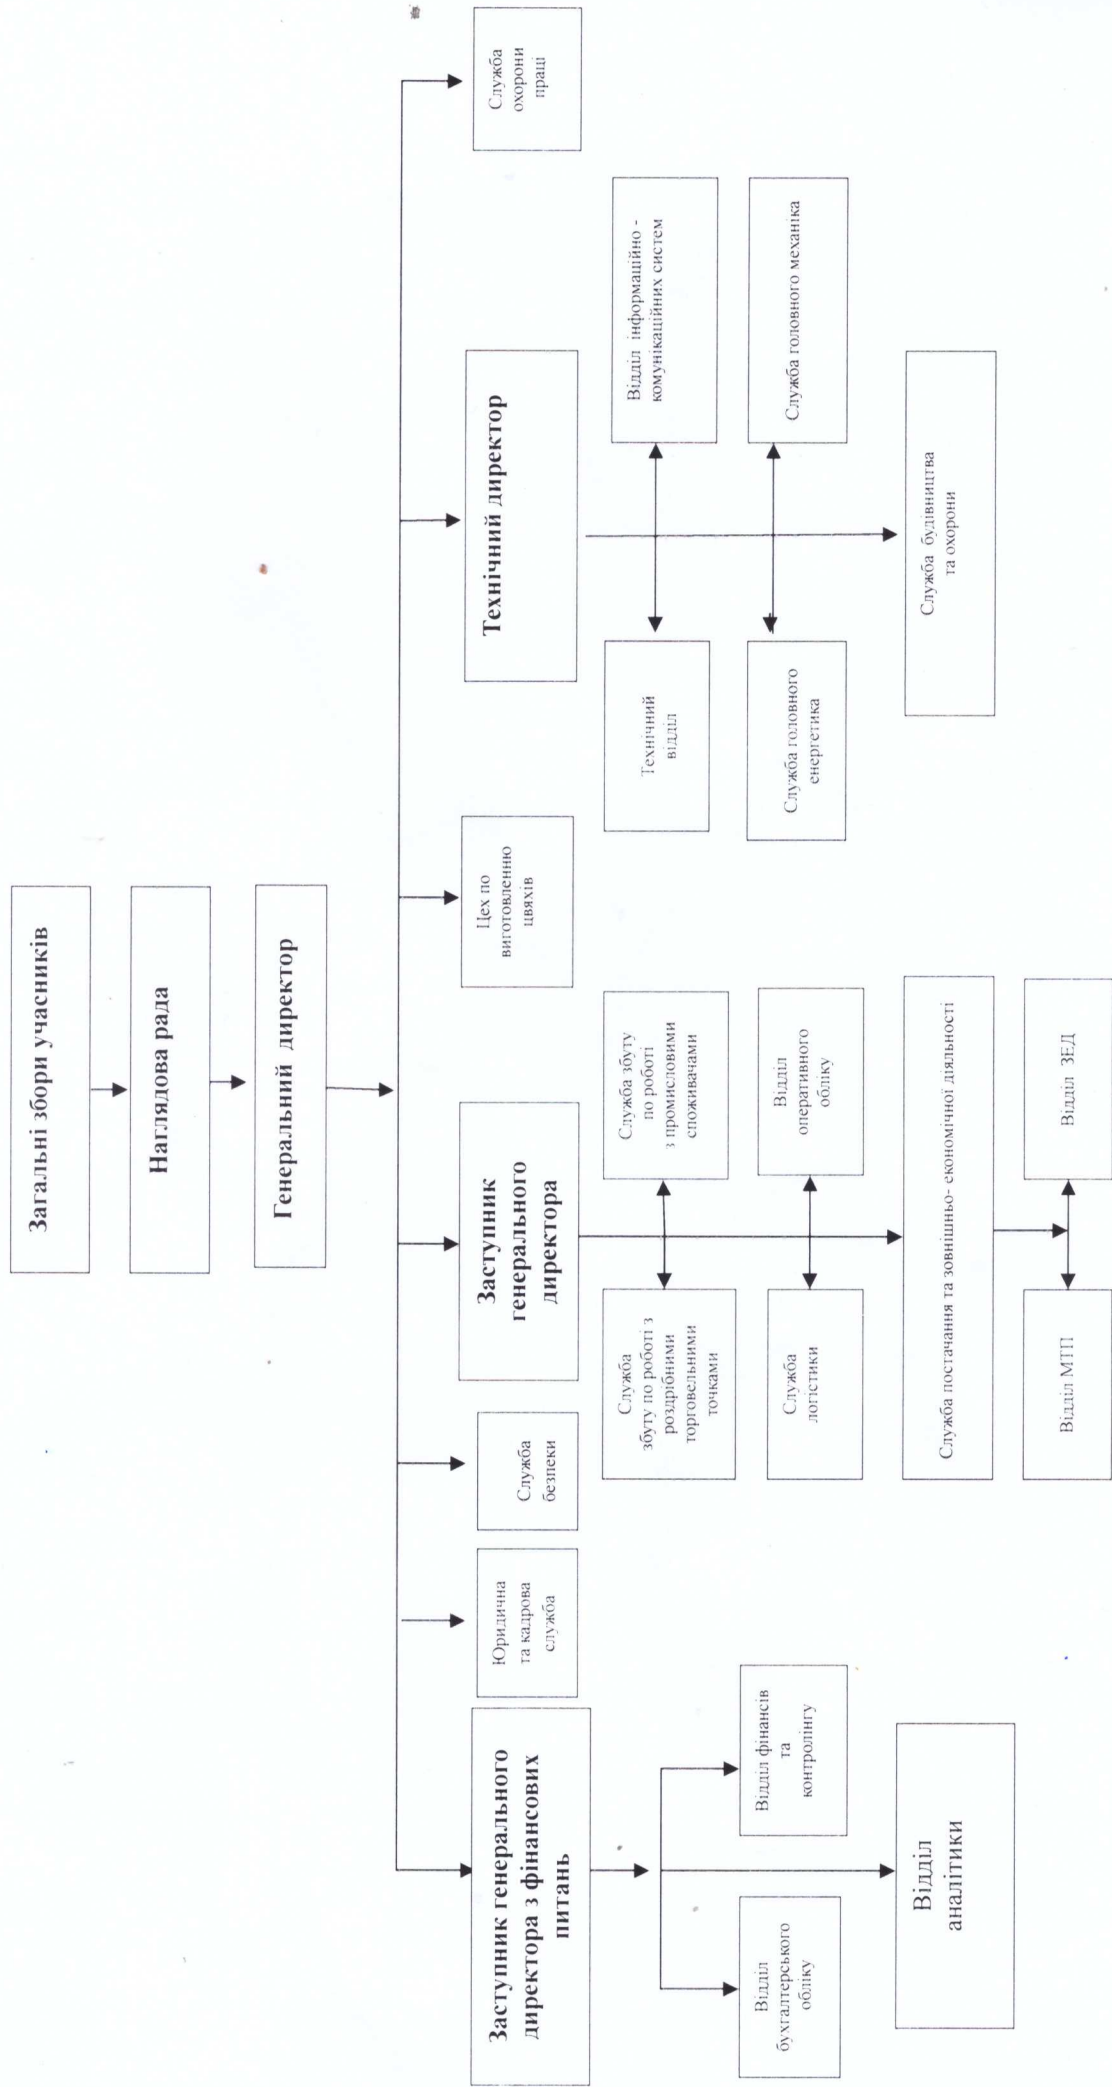 Загальні збори учасників
Наглядова рада
Генеральний директор
Заступник генерального
директора з фінансових
питань
Юридична
та кадрова
служба
Служба
безпеки
Заступник
генерального
директора
Цех по
виготовленню
цвяхів
Технічний директор
Служба
охорони
праці
Відділ
бухгалтерського
обліку
Відділ фінансів
та
контролінгу
Відділ
аналітики
Служба
збуту по роботі з
роздрібними
торговельними
точками
Служба збуту
по роботі
з промисловими
споживачами
Служба
логістики
Відділ
оперативного
обліку
Служба постачання та зовнішньо- економічної діяльності
Відділ МТП
Відділ ЗЕД
Технічний
відділ
Відділ інформаційно -
комунікаційних систем
Служба головного
енергетика
Служба головного механіка
Служба будівництва
та охорони